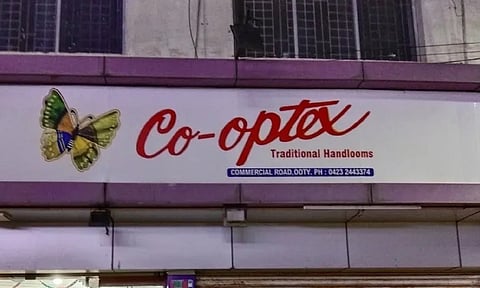 Co-optex
Traditional Handlooms
COMMERCIAL ROAD, OOTY. PH : 0423 2443374